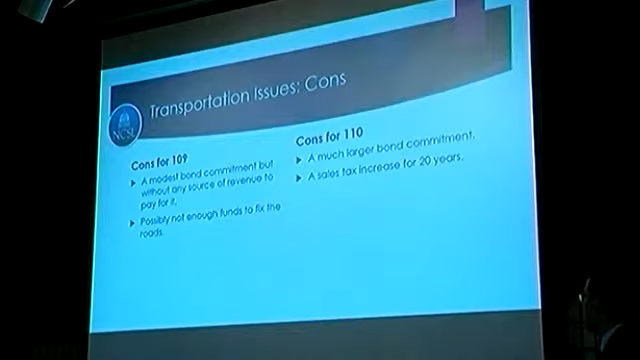 Transportation Issues: Cons
NCSL
Cons for 109
A modest bond commitment but
without any source of revenue to
pay for it.
Possibly not enough funds to fix the
roads.
Cons for 110
A much larger bond commitment.
A sales tax increase for 20 years.